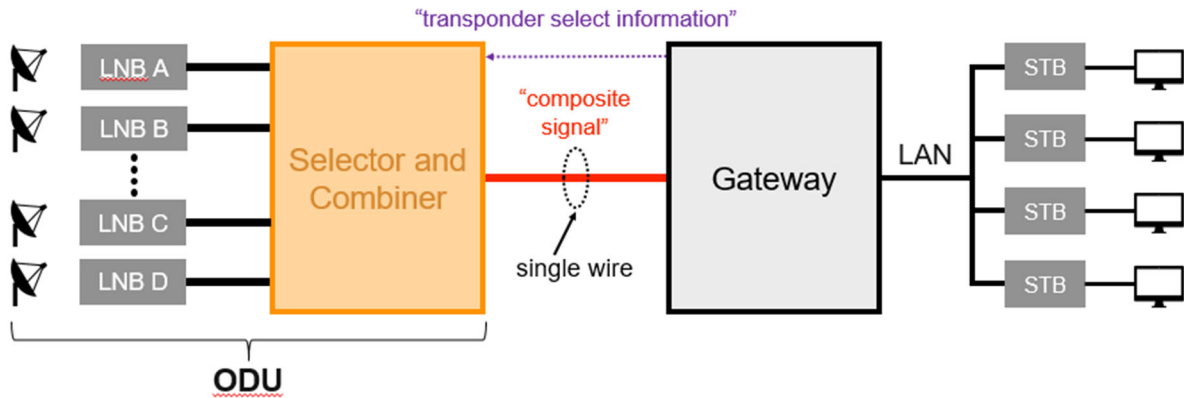 “transponder select information”
LNB A
LNB B
LNB C
LNB D
Selector and
Combiner
“composite
signal”
single wire
Gateway
LAN
STB
STB
STB
STB
ODU